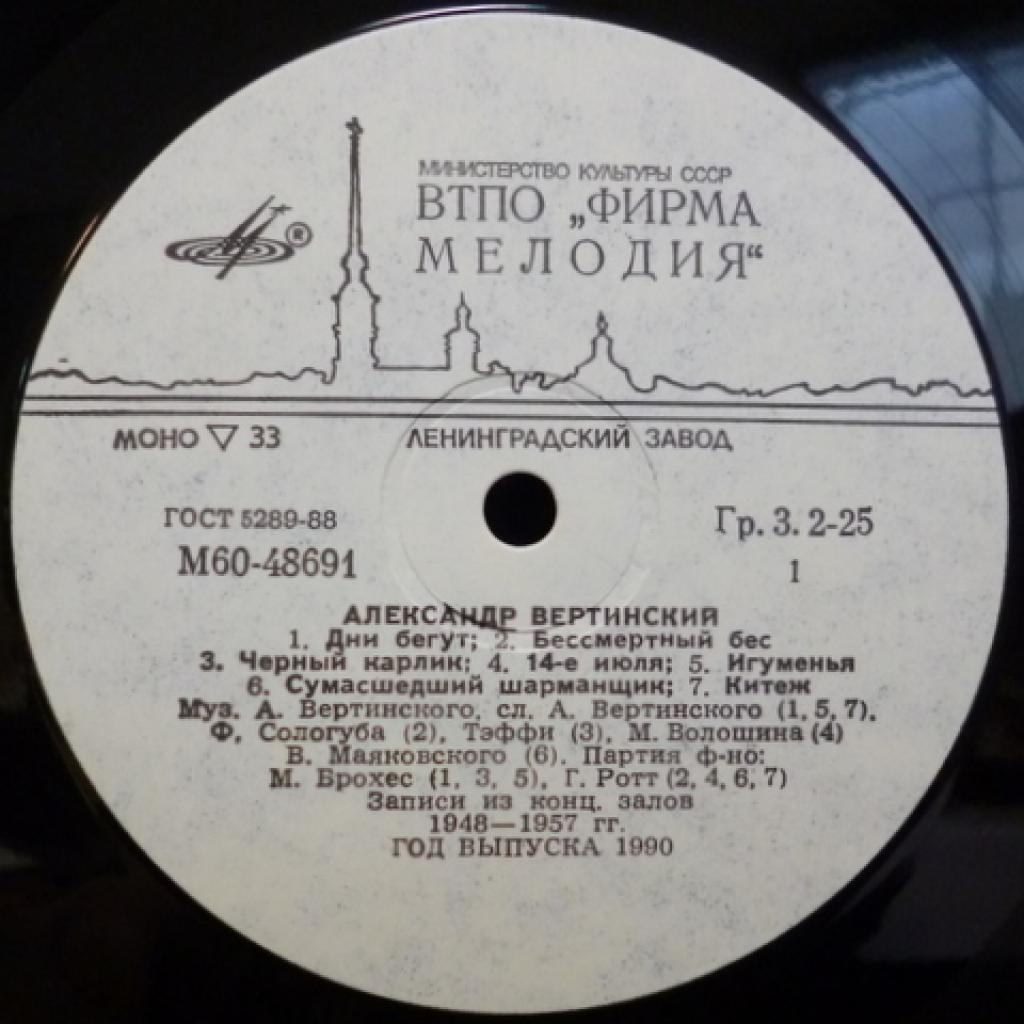 МИНИСТЕРСТВО КУЛЬТУРЫ СССР
ВТПО „ФИРМА
МЕЛОДИЯ“
®
МОНО ▽ 33 ЛЕНИНГРАДСКИЙ ЗАВОД
ГОСТ 5289-88 Гр. 3. 2-25
М60-48691 1
АЛЕКСАНДР ВЕРТИНСКИЙ
1. Дни бегут; 2. Бессмертный бес
3. Черный карлик; 4. 14-е июля; 5. Игуменья
6. Сумасшедший шарманщик; 7. Китеж
Муз. А. Вертинского, сл. А. Вертинского (1, 5, 7),
Ф. Сологуба (2), Тэффи (3), М. Волошина (4)
В. Маяковского (6). Партия ф-но:
М. Брохес (1, 3, 5), Г. Ротт (2, 4, 6, 7)
Записи из конц. залов
1948—1957 гг.
ГОД ВЫПУСКА 1990